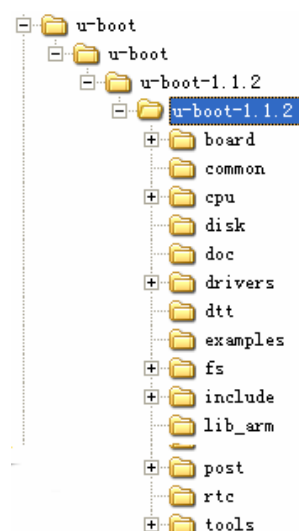 u-boot
u-boot
u-boot-1.1.2
u-boot-1.1.2
board
common
cpu
disk
doc
drivers
dtt
examples
fs
include
lib_arm
post
rtc
tools